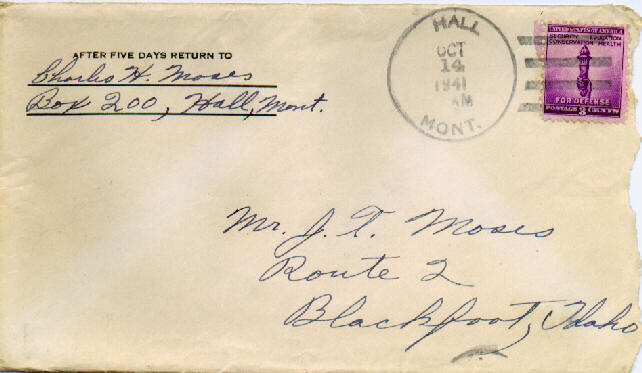 AFTER FIVE DAYS RETURN TO
Charles H. Moses
Box 200, Hall, Mont.
HALL
OCT
14
1941
AM
MONT.
UNITED STATES OF AMERICA
SECURITY EDUCATION
CONSERVATION HEALTH
FOR DEFENSE
POSTAGE 3 CENTS
Mr. J. T. Moses
Route 2
Blackfoot, Idaho